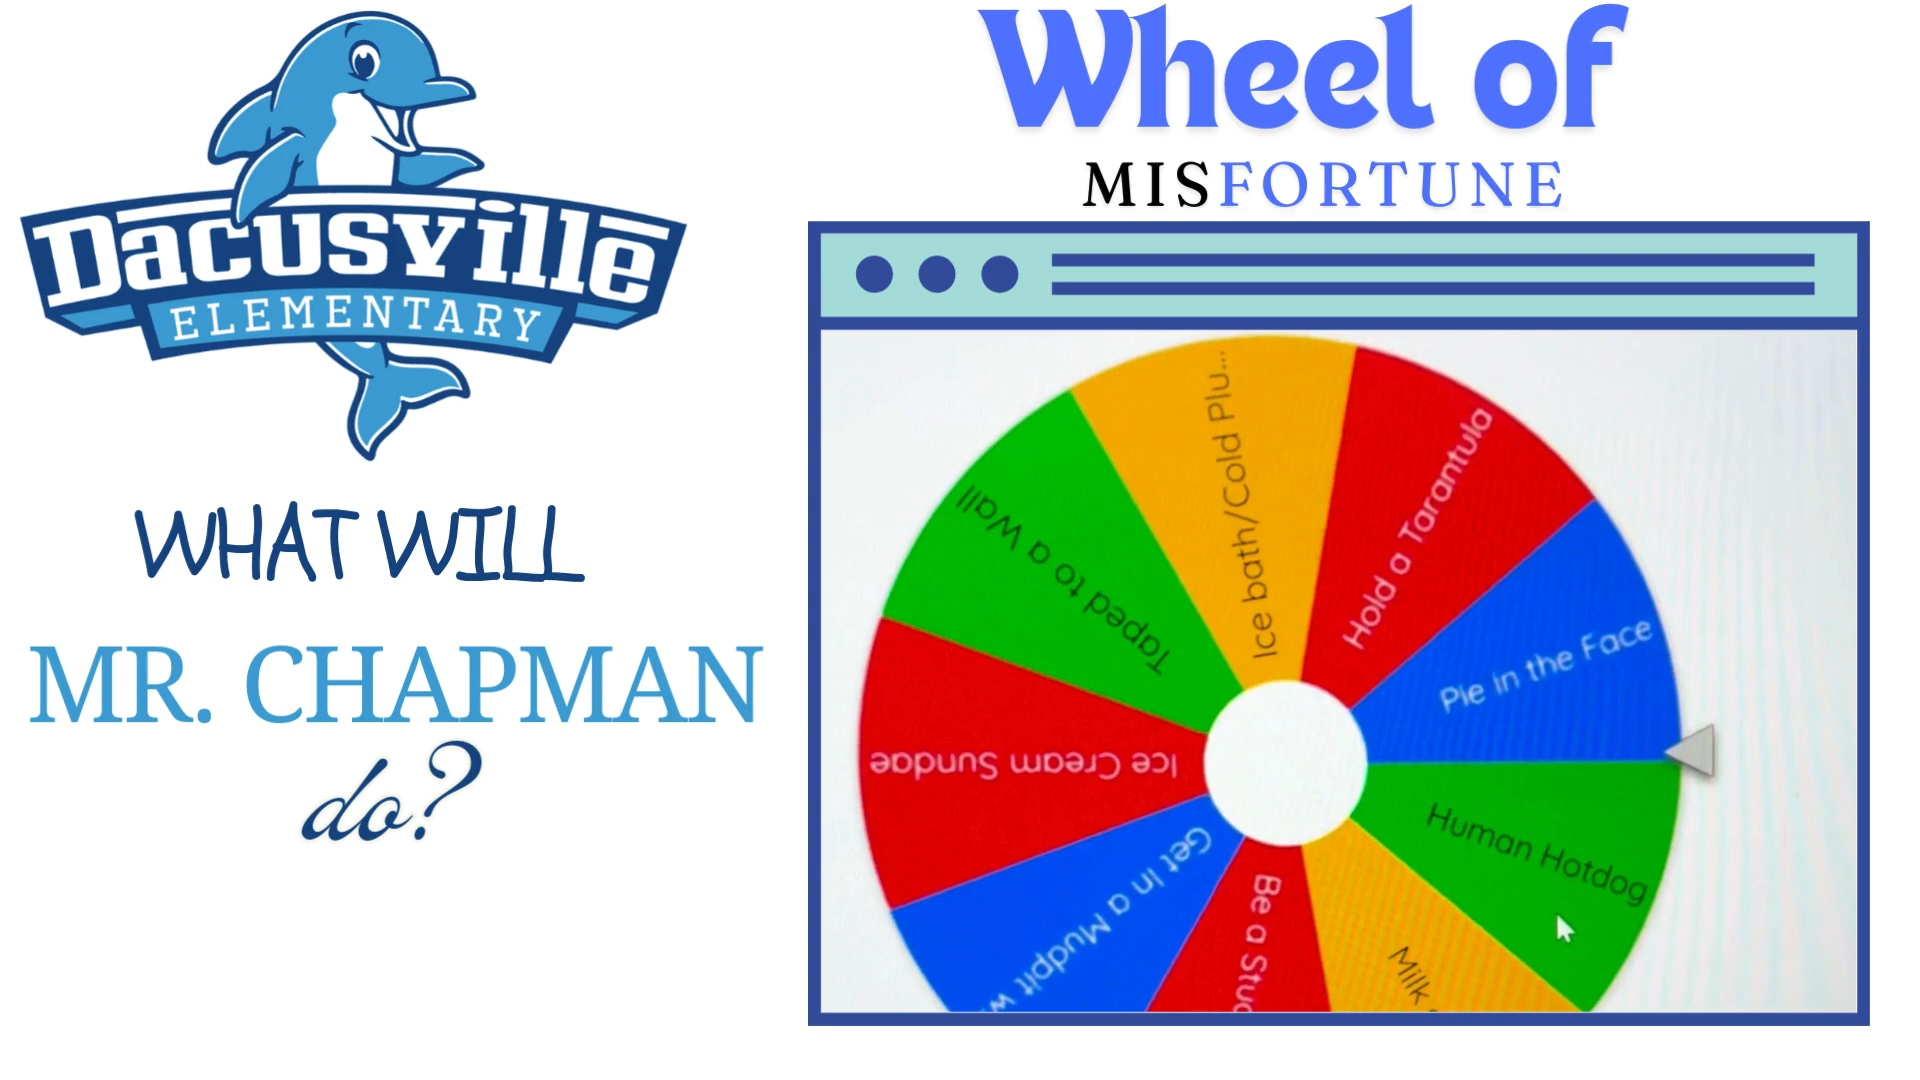 Dacusville
ELEMENTARY
WHAT WILL
MR. CHAPMAN
do?
Wheel of
MISFORTUNE
Ice bath/Cold Plu...
Hold a Tarantula
Pie in the Face
Human Hotdog
Milk
Be a
Get in a Mudpit
Ice Cream Sundae
Taped to a Wall